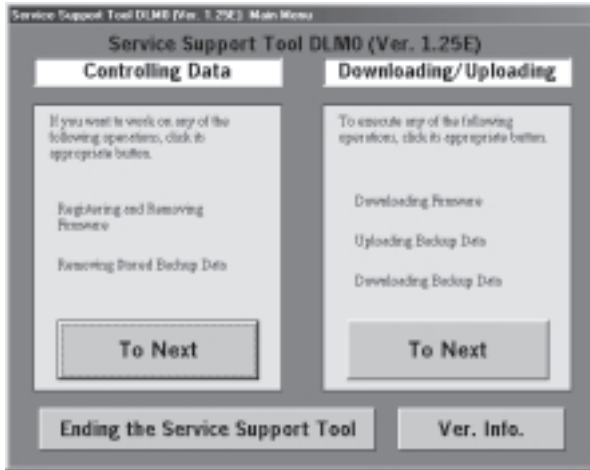 Service Support Tool DLM0 [Ver. 1.25E] Main Menu
Service Support Tool DLM0 (Ver. 1.25E)
Controlling Data
If you want to work on any of the
following operations, click its
appropriate button.
Registering and Removing
Firmware
Removing Stored Backup Data
To Next
Downloading/Uploading
To execute any of the following
operations, click its appropriate button.
Downloading Firmware
Uploading Backup Data
Downloading Backup Data
To Next
Ending the Service Support Tool
Ver. Info.